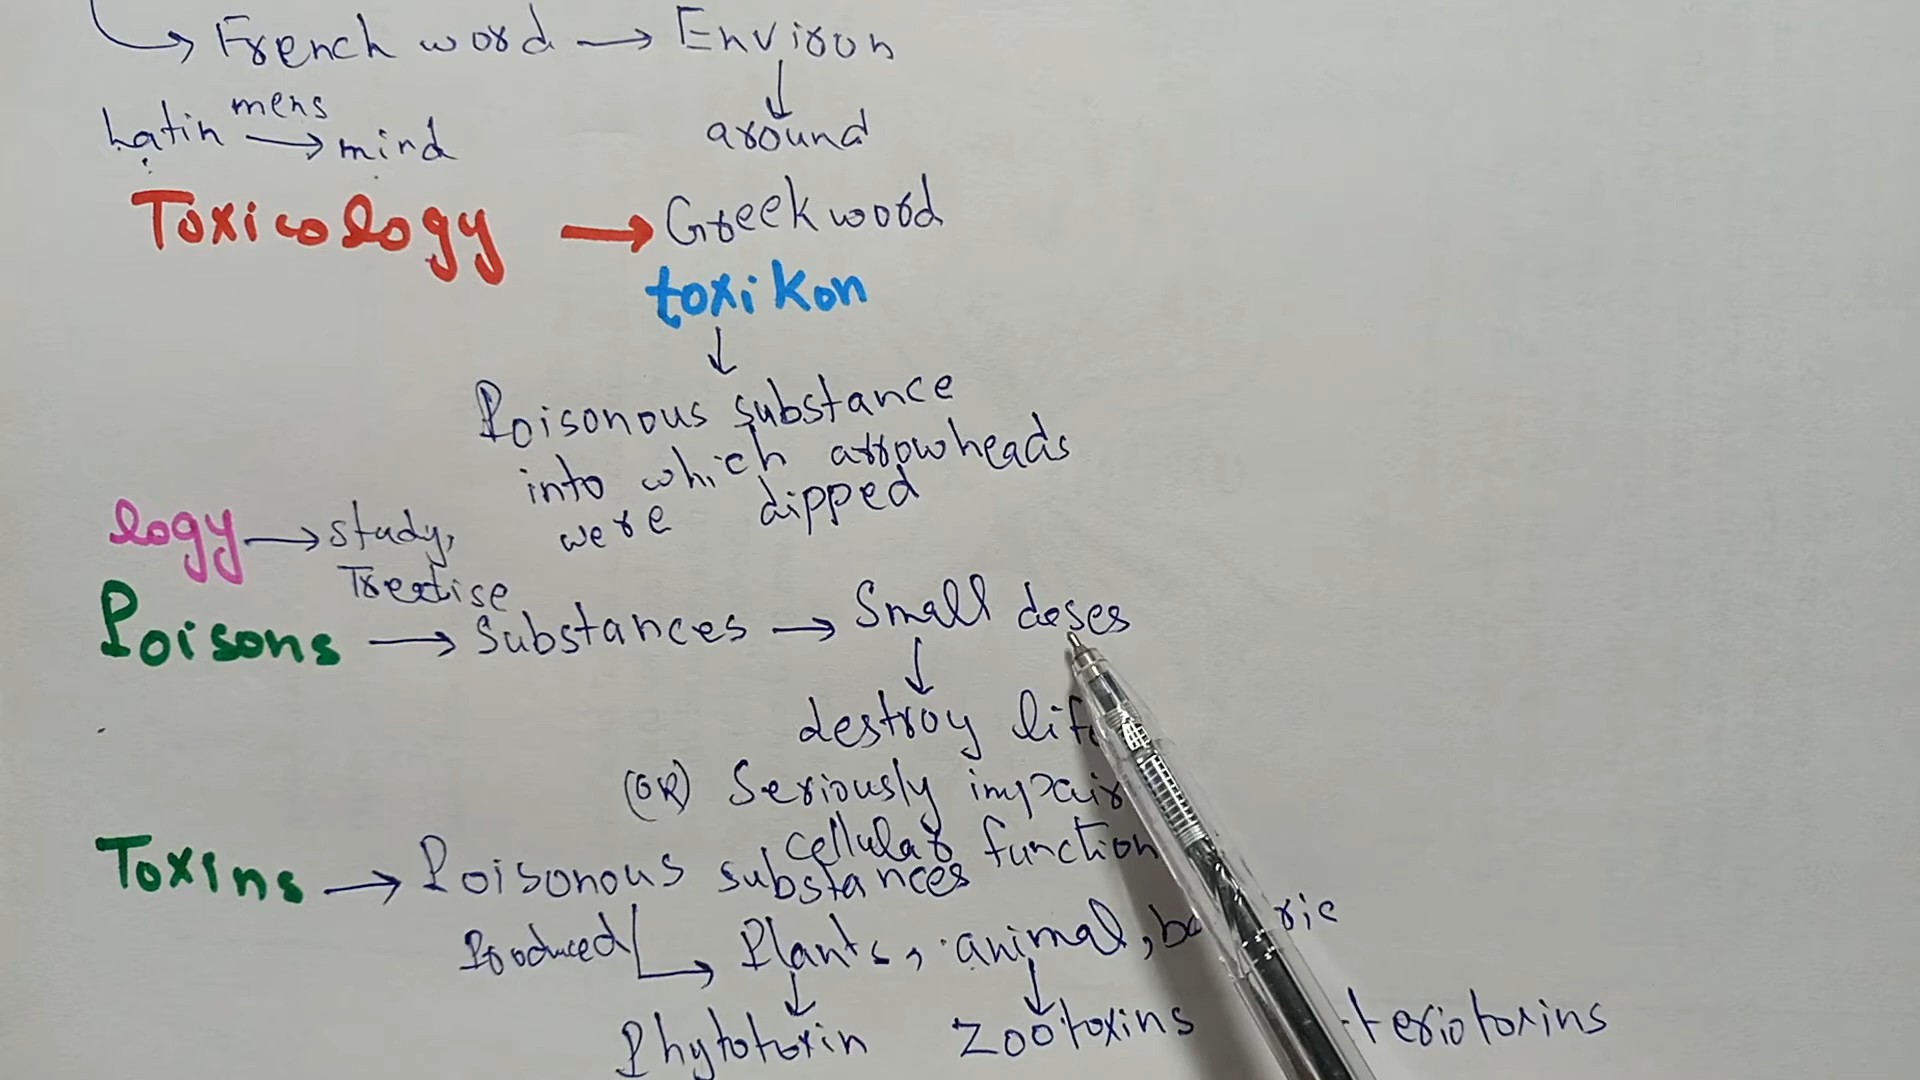 French word → Environ
mens
Latin → mind
↓
around
Toxicology → Greek word
toxikon
↓
Poisonous substance
into which arrowheads
were dipped
logy → study,
Treatise
Poisons → Substances → Small doses
↓
destroy
(OR) Seriously impair
cellular function
Toxins → Poisonous substances
Produced → Plants, animal,
↓ ↓
Phytotoxin Zootoxins teriotoxins